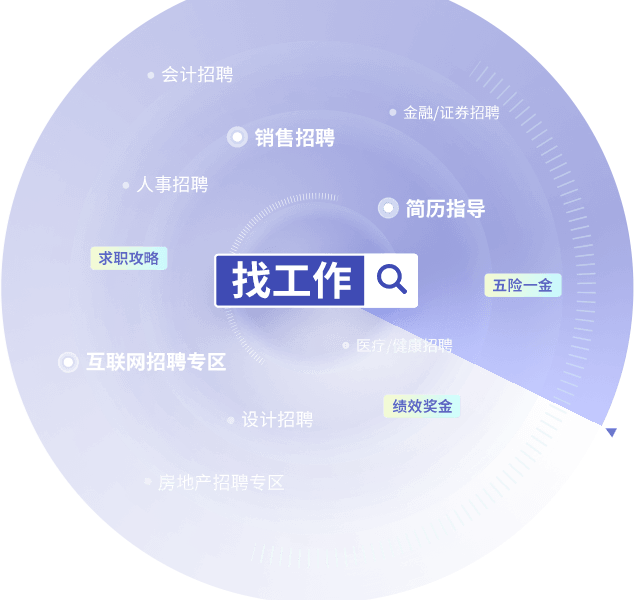 会计招聘
金融/证券招聘
销售招聘
人事招聘
简历指导
求职攻略
找工作
五险一金
医疗/健康招聘
互联网招聘专区
绩效奖金
设计招聘
房地产招聘专区